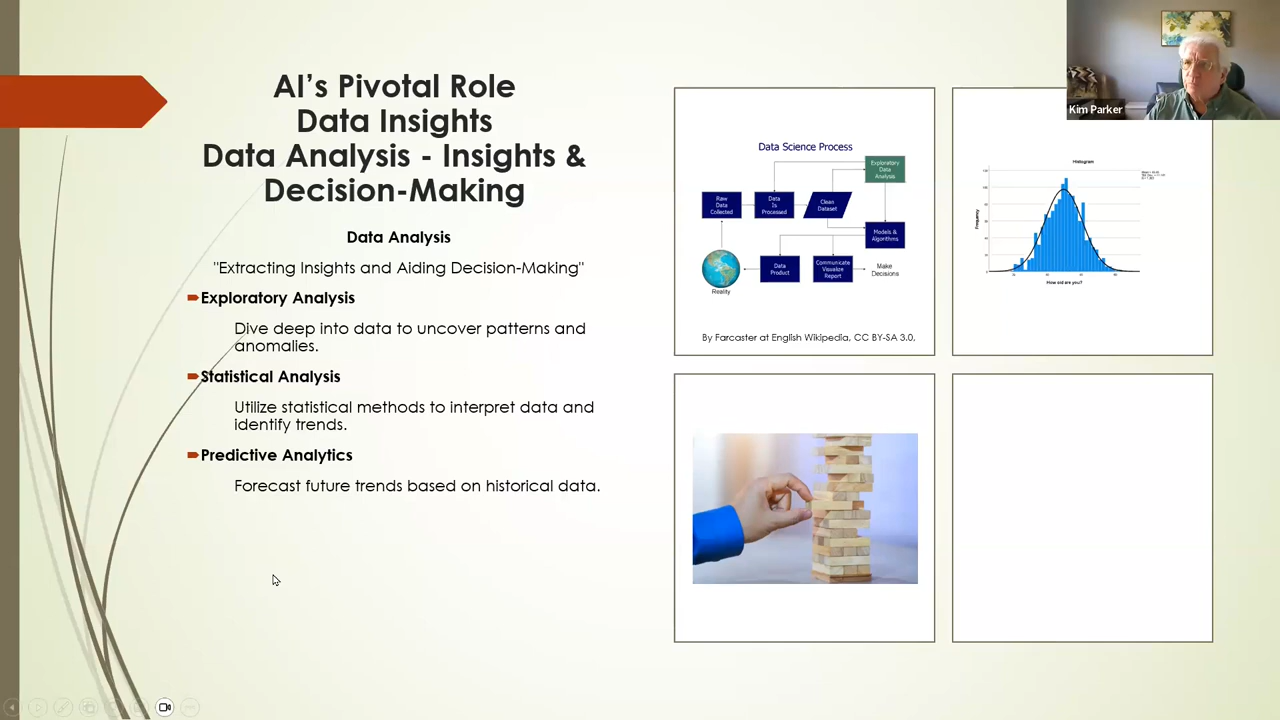 AI’s Pivotal Role
Data Insights
Data Analysis - Insights &
Decision-Making
Data Analysis
"Extracting Insights and Aiding Decision-Making"
Exploratory Analysis
Dive deep into data to uncover patterns and
anomalies.
Statistical Analysis
Utilize statistical methods to interpret data and
identify trends.
Predictive Analytics
Forecast future trends based on historical data.
Data Science Process
Exploratory
Data
Analysis
Raw
Data
Collected
Data
Is
Processed
Clean
Dataset
Models &
Algorithms
Data
Product
Communicate
Visualize
Report
Make
Decisions
Reality
By Farcaster at English Wikipedia, CC BY-SA 3.0,
Histogram
Frequency
How old are you?
Kim Parker